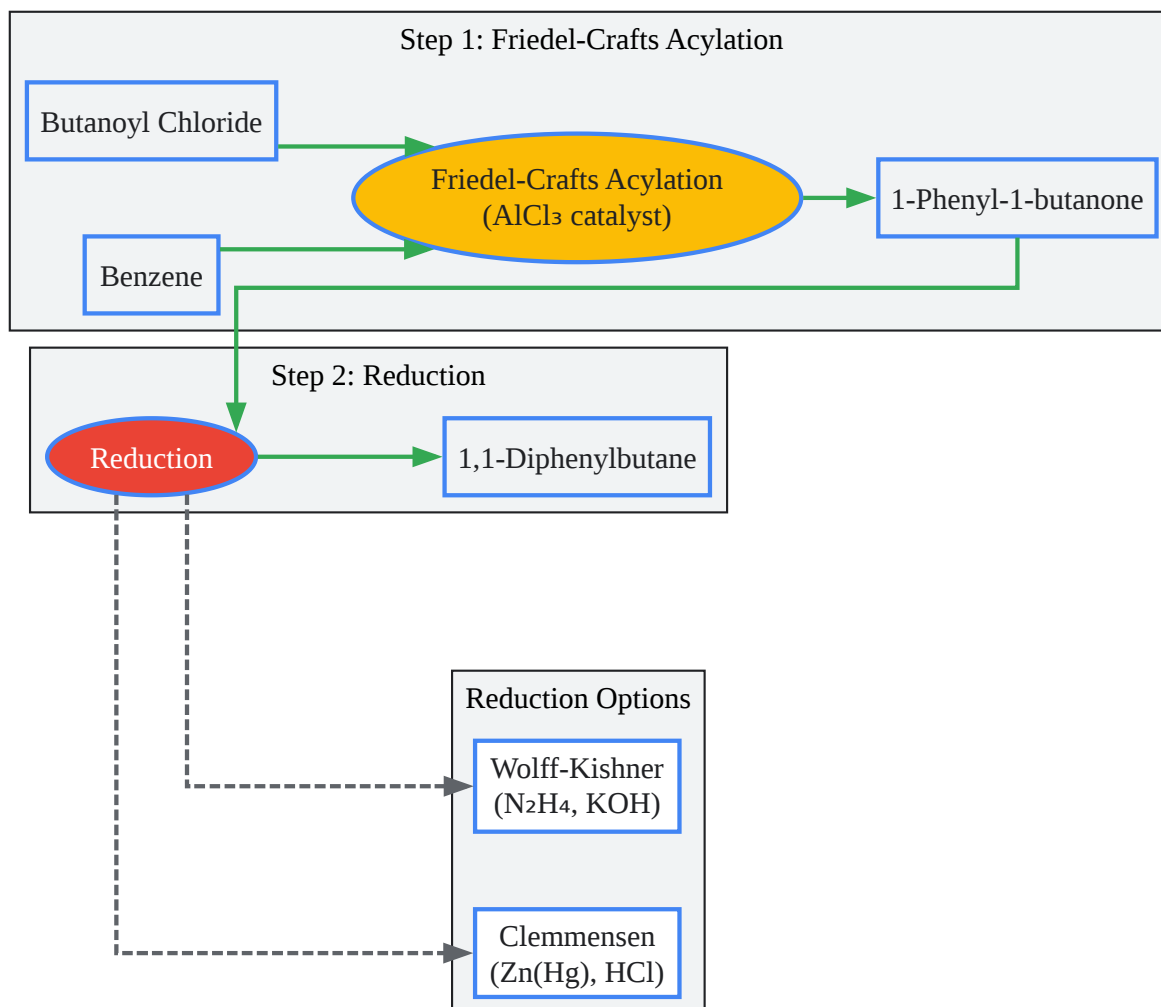 Step 1: Friedel-Crafts Acylation
Butanoyl Chloride
Friedel-Crafts Acylation
(AlCl₃ catalyst)
1-Phenyl-1-butanone
Benzene
Step 2: Reduction
Reduction
1,1-Diphenylbutane
Reduction Options
Wolff-Kishner
(N₂H₄, KOH)
Clemmensen
(Zn(Hg), HCl)